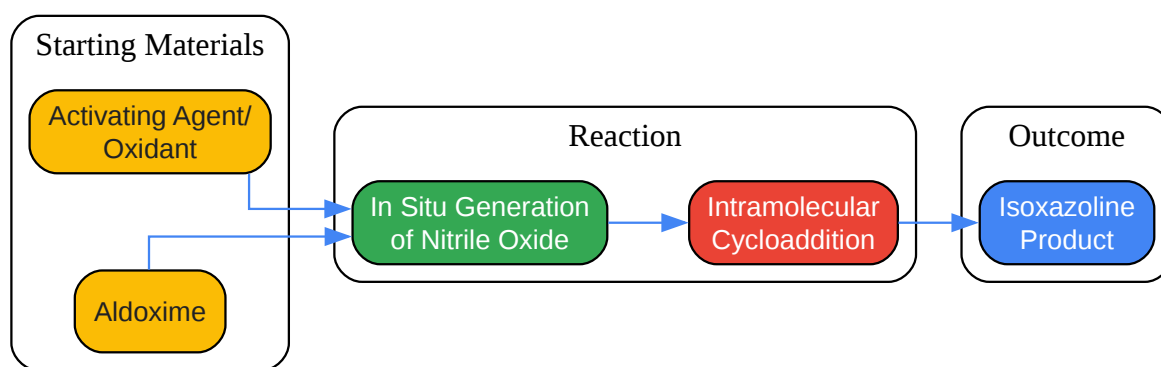 Starting Materials
Activating Agent/
Oxidant
Aldoxime
Reaction
In Situ Generation
of Nitrile Oxide
Intramolecular
Cycloaddition
Outcome
Isoxazoline
Product